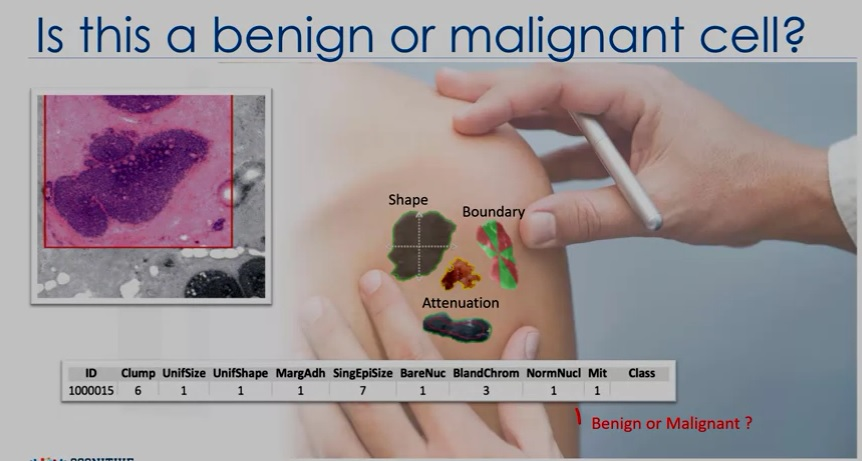 Is this a benign or malignant cell?
Shape
Boundary
Attenuation
ID Clump UnifSize UnifShape MargAdh SingEpiSize BareNuc BlandChrom NormNucl Mit Class
1000015 6 1 1 1 7 1 3 1 1
Benign or Malignant ?